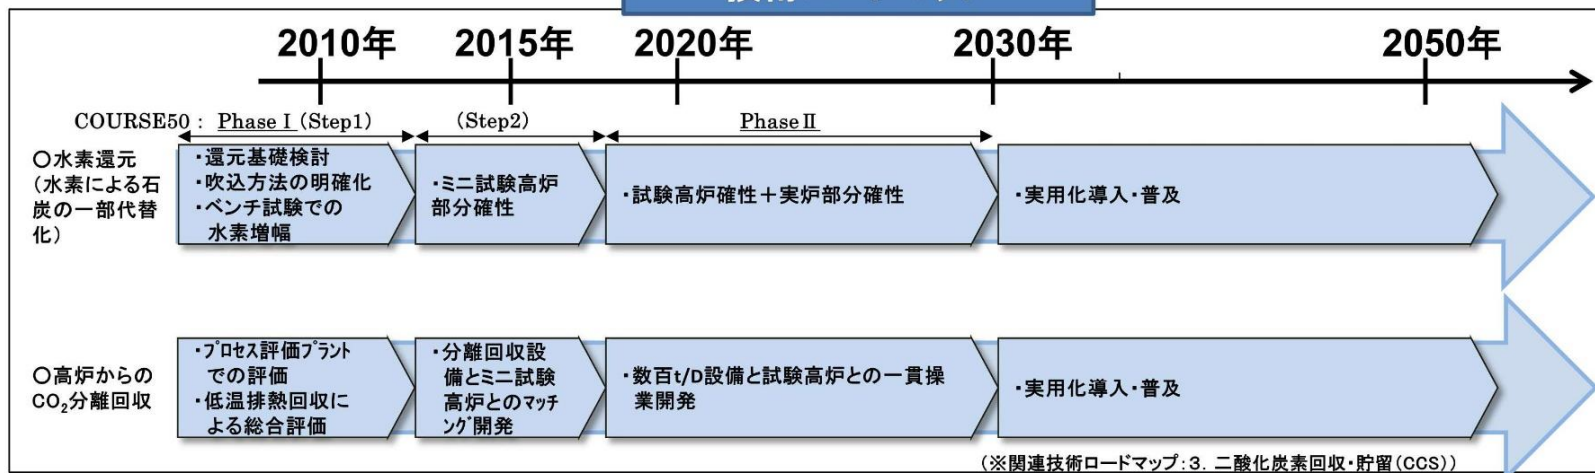 2010年 2015年 2020年 2030年 2050年
COURSE50 : Phase Ⅰ (Step1) (Step2) Phase Ⅱ
○水素還元
(水素による石
炭の一部代替
化)
・還元基礎検討
・吹込方法の明確化
・ベンチ試験での
水素増幅
・ミニ試験高炉
部分確性
・試験高炉確性+実炉部分確性
・実用化導入・普及
○高炉からの
CO₂分離回収
・プロセス評価プラント
での評価
・低温排熱回収に
よる総合評価
・分離回収設
備とミニ試験
高炉とのマッチ
ング開発
・数百t/D設備と試験高炉との一貫操
業開発
・実用化導入・普及
(※関連技術ロードマップ:3. 二酸化炭素回収・貯留(CCS))